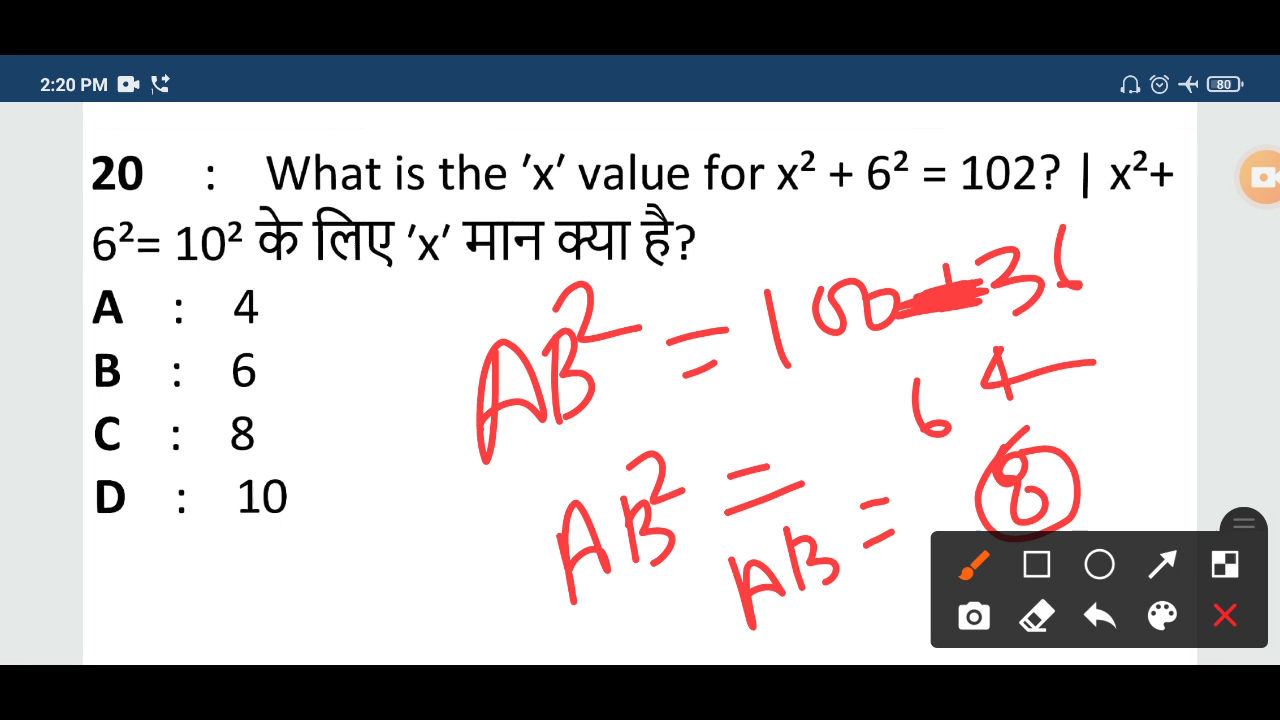 2:20 PM
80
20 : What is the ′x′ value for x² + 6² = 102? | x²+
6²= 10² के लिए ′x′ मान क्या है?
A : 4
B : 6
C : 8
D : 10
AB² = 100 - 36
AB² = 64
AB = 8